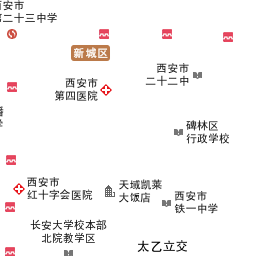 西安市
第二十三中学
新城区
西安市
二十二中
西安市
第四医院
碑林区
行政学校
西安市
红十字会医院
天域凯莱
大饭店
西安市
铁一中学
长安大学校本部
北院教学区
太乙立交